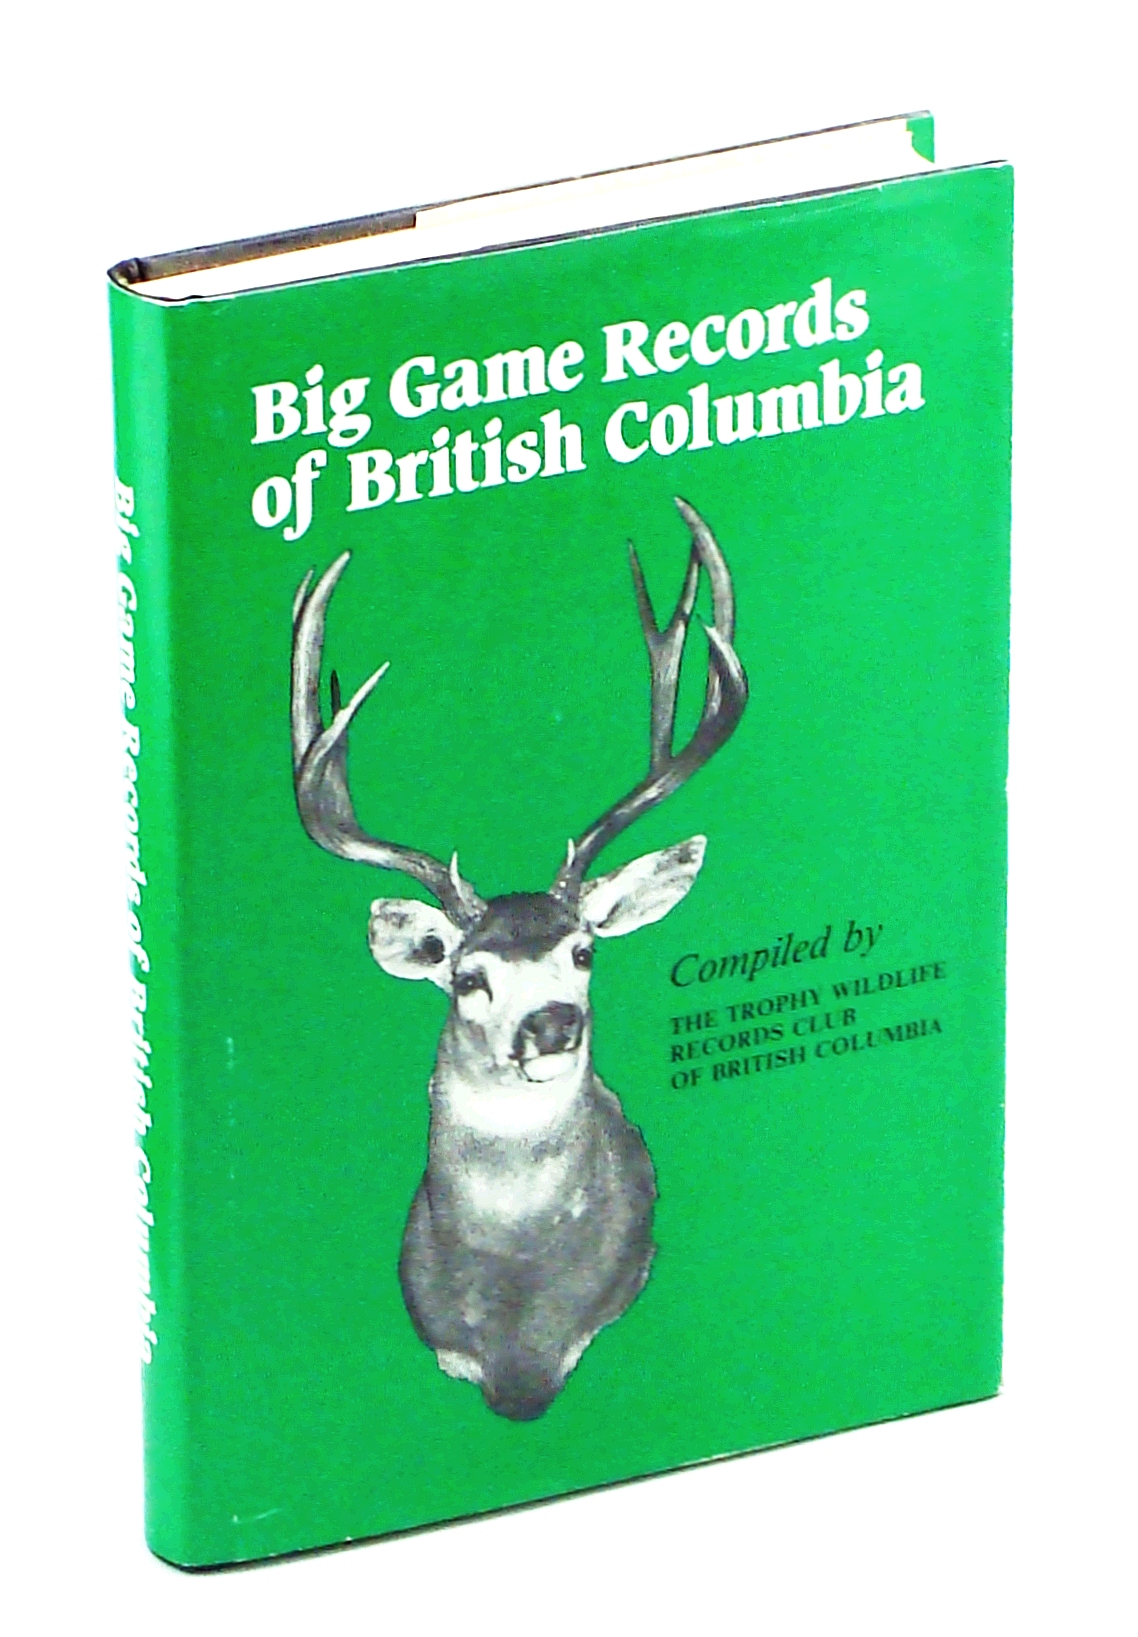 Big Game Records
of British Columbia
Compiled by
THE TROPHY WILDLIFE
RECORDS CLUB
OF BRITISH COLUMBIA
Big Game Records of British Columbia